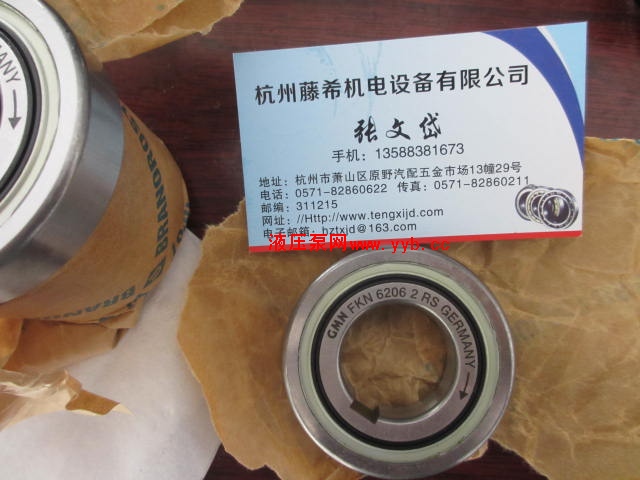 杭州藤希机电设备有限公司
张文岱
手机：13588381673
地址：杭州市萧山区原野汽配五金市场13幢29号
电话：0571-82860622 传真：0571-82860211
邮编：311215
网址：//Http://www.tengxijd.com
电子邮箱：hztxjd@163.com
液压泵网www.yyb.cc
GMN FKN 6206 2 RS GERMANY